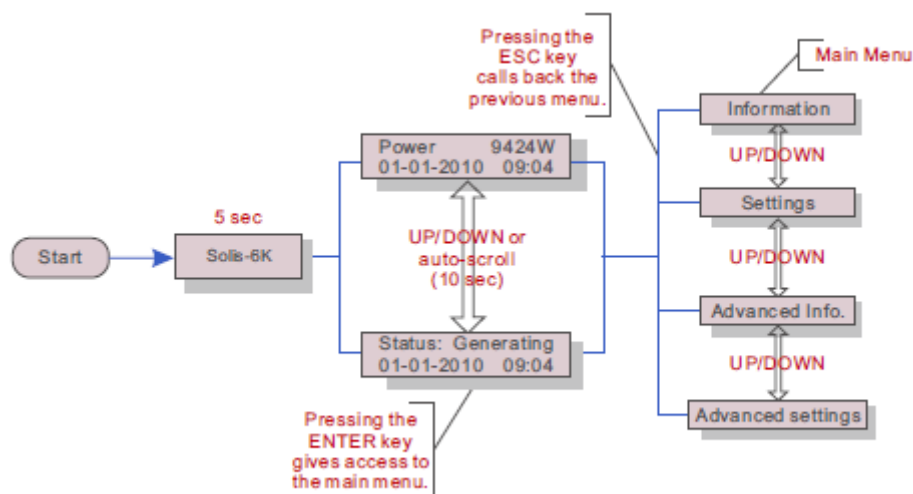 Pressing the
ESC key
calls back the
previous menu.
Main Menu
Information
UP/DOWN
Settings
UP/DOWN
Advanced Info.
UP/DOWN
Advanced settings
Power 9424W
01-01-2010 09:04
5 sec
Start
Solis-6K
UP/DOWN or
auto-scroll
(10 sec)
Status: Generating
01-01-2010 09:04
Pressing the
ENTER key
gives access to
the main menu.